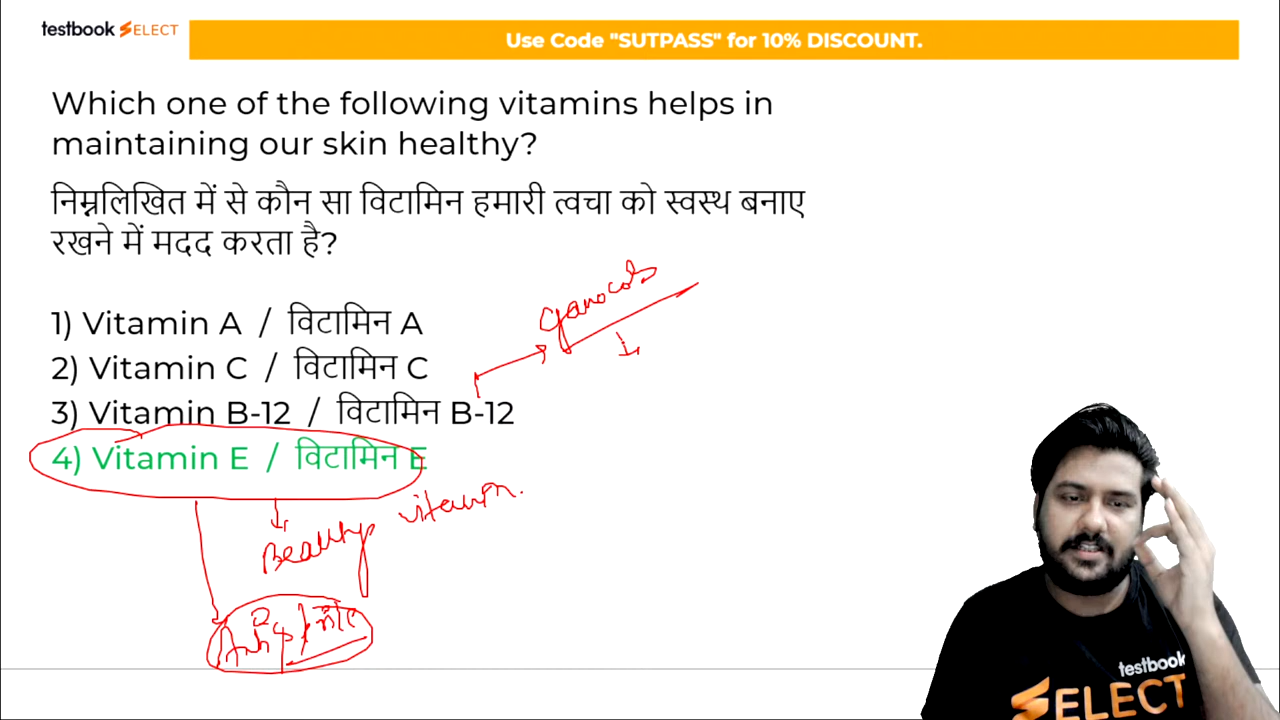 testbook SELECT
Use Code "SUTPASS" for 10% DISCOUNT.
Which one of the following vitamins helps in
maintaining our skin healthy?
निम्नलिखित में से कौन सा विटामिन हमारी त्वचा को स्वस्थ बनाए
रखने में मदद करता है?
1) Vitamin A / विटामिन A
2) Vitamin C / विटामिन C
3) Vitamin B-12 / विटामिन B-12
4) Vitamin E / विटामिन E
Beauty vitamin.
testbook
SELECT